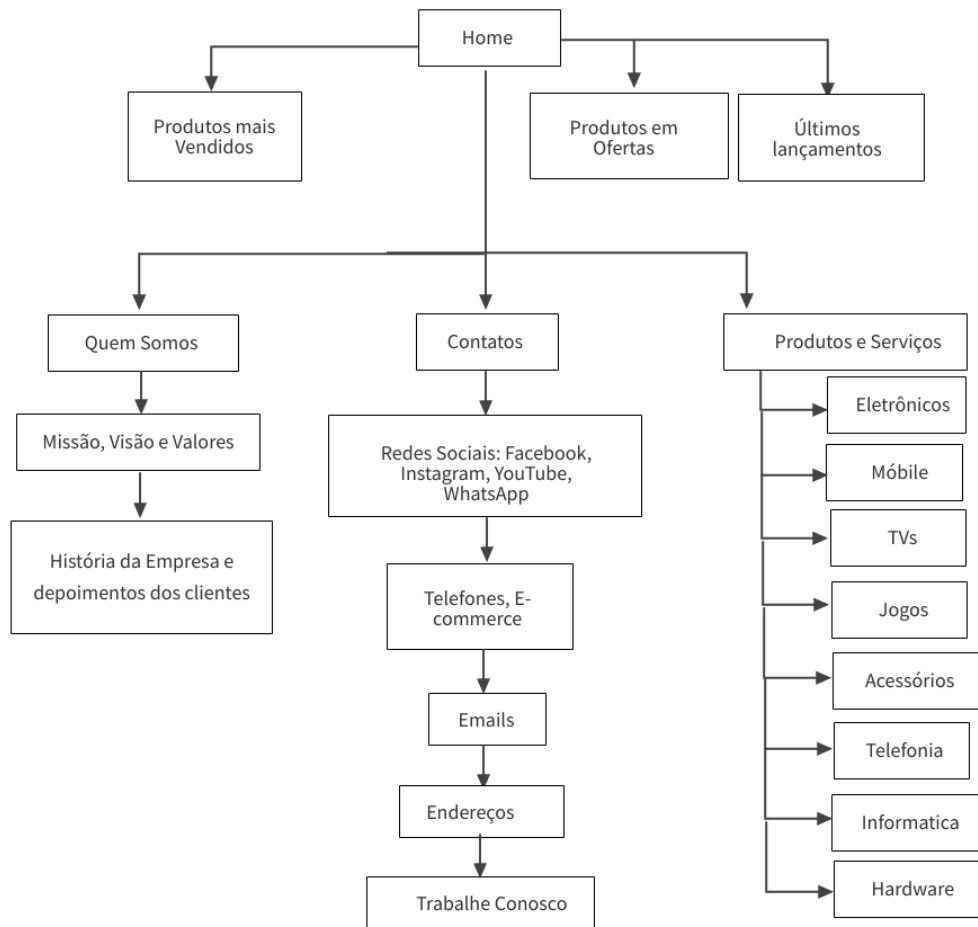 Home
Produtos mais
Vendidos
Produtos em
Ofertas
Últimos
lançamentos
Quem Somos
Contatos
Produtos e Serviços
Missão, Visão e Valores
História da Empresa e
depoimentos dos clientes
Redes Sociais: Facebook,
Instagram, YouTube,
WhatsApp
Telefones, E-
commerce
Emails
Endereços
Trabalhe Conosco
Eletrônicos
Móbile
TVs
Jogos
Acessórios
Telefonia
Informatica
Hardware